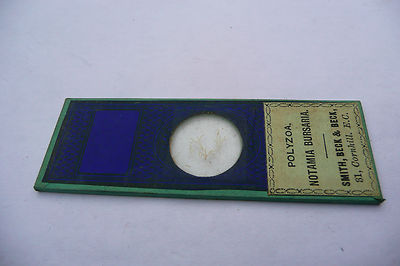 POLYZOA.
NOTAMIA BURSARIA.
SMITH, BECK & BECK,
31, Cornhill. E.C.